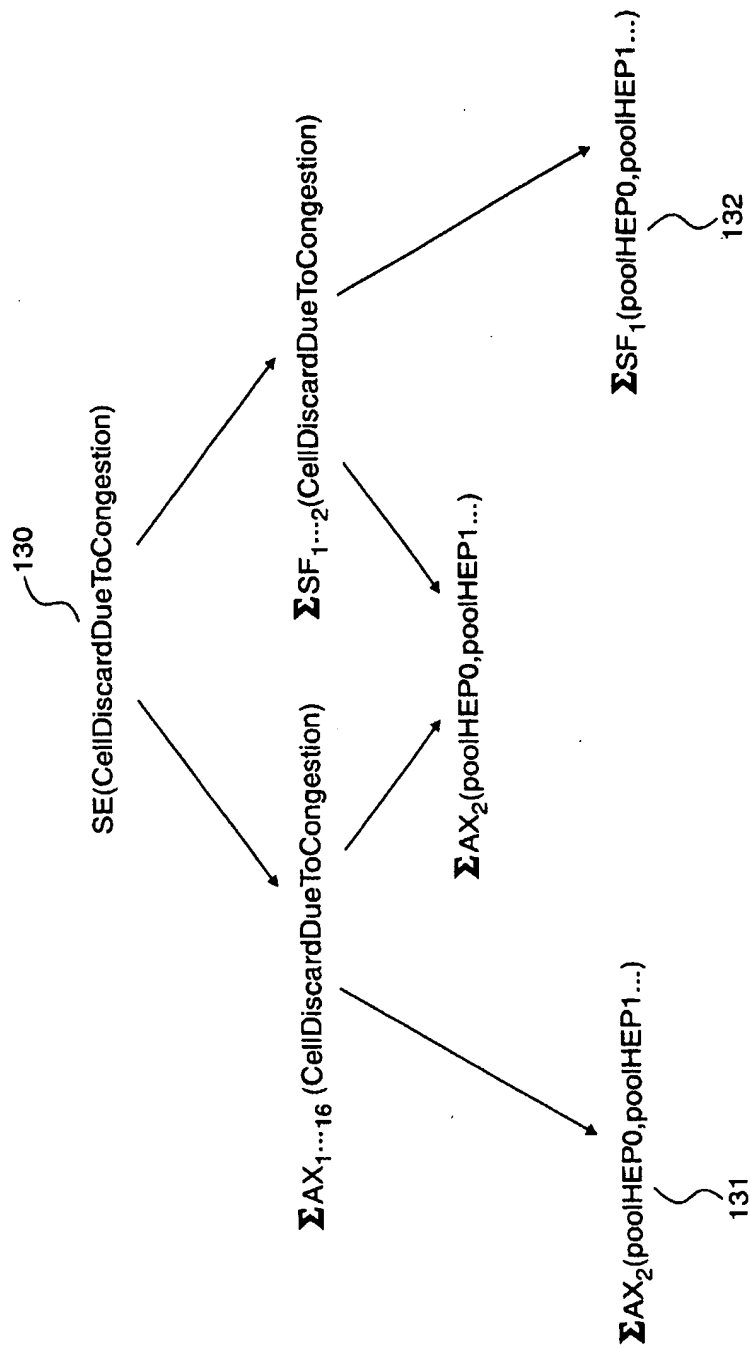 130
SE(CellDiscardDueToCongestion)
ΣAX1...16 (CellDiscardDueToCongestion)
ΣSF1...2(CellDiscardDueToCongestion)
ΣAX2(poolHEP0,poolHEP1...)
ΣAX2(poolHEP0,poolHEP1...)
131
ΣSF1(poolHEP0,poolHEP1...)
132